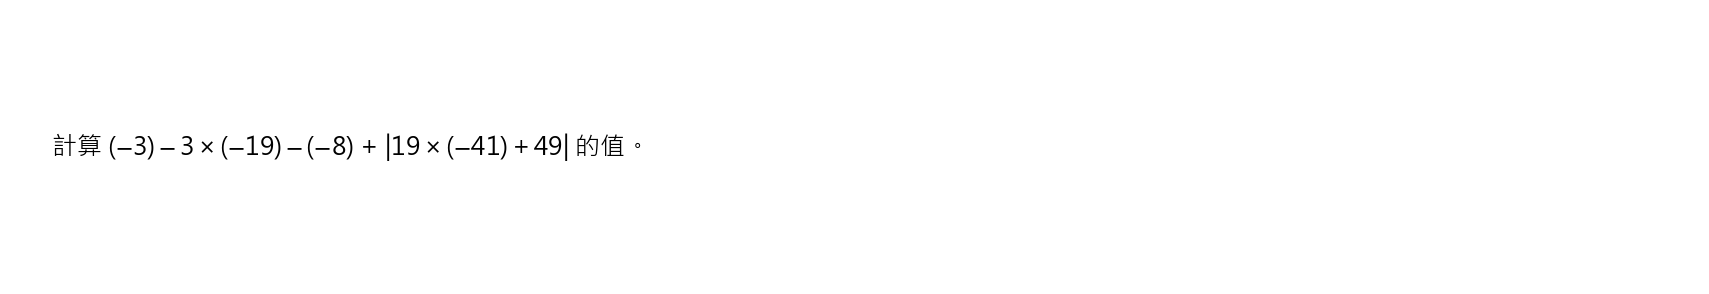 計算 (−3) − 3 × (−19) − (−8) + |19 × (−41) + 49| 的值。